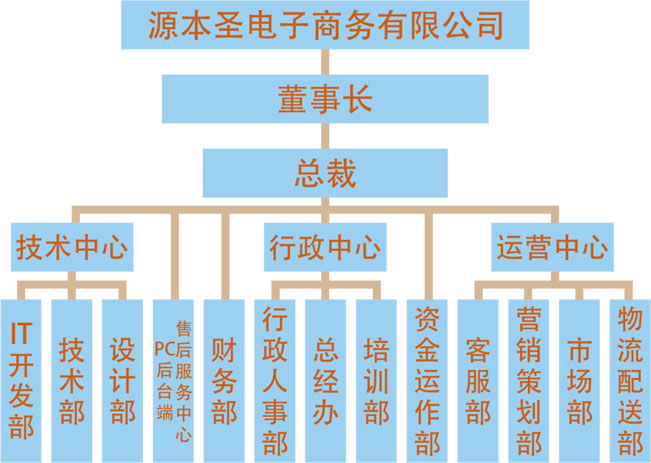 源本圣电子商务有限公司
董事长
总裁
技术中心
行政中心
运营中心
IT开发部
技术部
设计部
PC后台端
售后服务中心
财务部
行政人事部
总经办
培训部
资金运作部
客服部
营销策划部
市场部
物流配送部